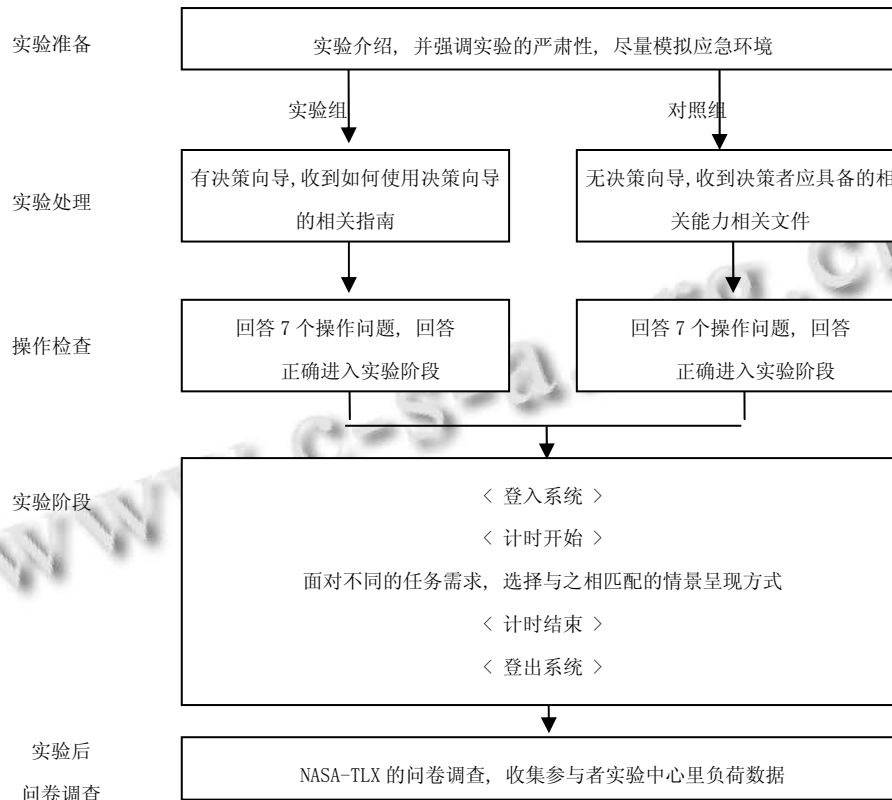 实验准备
实验介绍, 并强调实验的严肃性, 尽量模拟应急环境
实验组
对照组
实验处理
有决策向导,收到如何使用决策向导
的相关指南
无决策向导,收到决策者应具备的相
关能力相关文件
操作检查
回答 7 个操作问题, 回答
正确进入实验阶段
回答 7 个操作问题, 回答
正确进入实验阶段
实验阶段
< 登入系统 >
< 计时开始 >
面对不同的任务需求, 选择与之相匹配的情景呈现方式
< 计时结束 >
< 登出系统 >
实验后
问卷调查
NASA-TLX 的问卷调查, 收集参与者实验中心里负荷数据